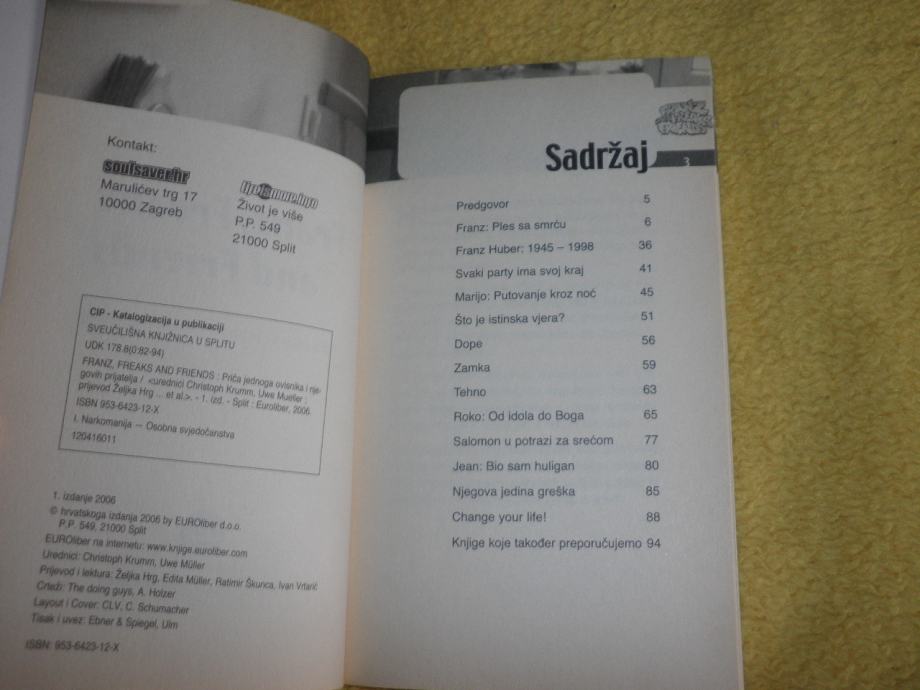 Kontakt:
soulsaver.hr
Marulićev trg 17
10000 Zagreb
Život je više
P.P. 549
21000 Split
CIP - Katalogizacija u publikaciji
SVEUČILIŠNA KNJIŽNICA U SPLITU
UDK 178.8(0:82-94)
FRANZ, FREAKS AND FRIENDS : Priča jednoga ovisnika i nje-
govih prijatelja / <urednici Christoph Krumm, Uwe Mueller ;
prijevod Željka Hrg ... et al.>. - 1. izd. - Split : Euroliber, 2006.
ISBN 953-6423-12-X
I. Narkomanija — Osobna svjedočanstva
120416011
1. izdanje 2006
© hrvatskoga izdanja 2006 by EUROliber d.o.o.
P.P. 549, 21000 Split
EUROliber na internetu: www.knjige.euroliber.com
Urednici: Christoph Krumm, Uwe Müller
Prijevod i lektura: Željka Hrg, Edita Müller, Ratimir Škunca, Ivan Vrtarić
Crteži: The doing guys, A. Holzer
Layout i Cover: CLV, C. Schumacher
Tisak i uvez: Ebner & Spiegel, Ulm
ISBN: 953-6423-12-X
Sadržaj 3
Predgovor 5
Franz: Ples sa smrću 6
Franz Huber: 1945 – 1998 36
Svaki party ima svoj kraj 41
Marijo: Putovanje kroz noć 45
Što je istinska vjera? 51
Dope 56
Zamka 59
Tehno 63
Roko: Od idola do Boga 65
Salomon u potrazi za srećom 77
Jean: Bio sam huligan 80
Njegova jedina greška 85
Change your life! 88
Knjige koje također preporučujemo 94